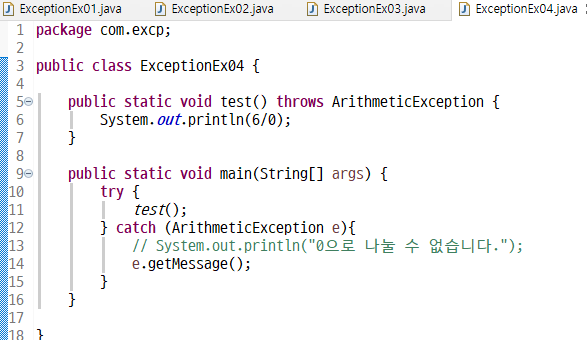 ExceptionEx01.java ExceptionEx02.java ExceptionEx03.java ExceptionEx04.java
1 package com.excp;
2
3 public class ExceptionEx04 {
4
5 public static void test() throws ArithmeticException {
6 System.out.println(6/0);
7 }
8
9 public static void main(String[] args) {
10 try {
11 test();
12 } catch (ArithmeticException e){
13 // System.out.println("0으로 나눌 수 없습니다.");
14 e.getMessage();
15 }
16 }
17
18 }